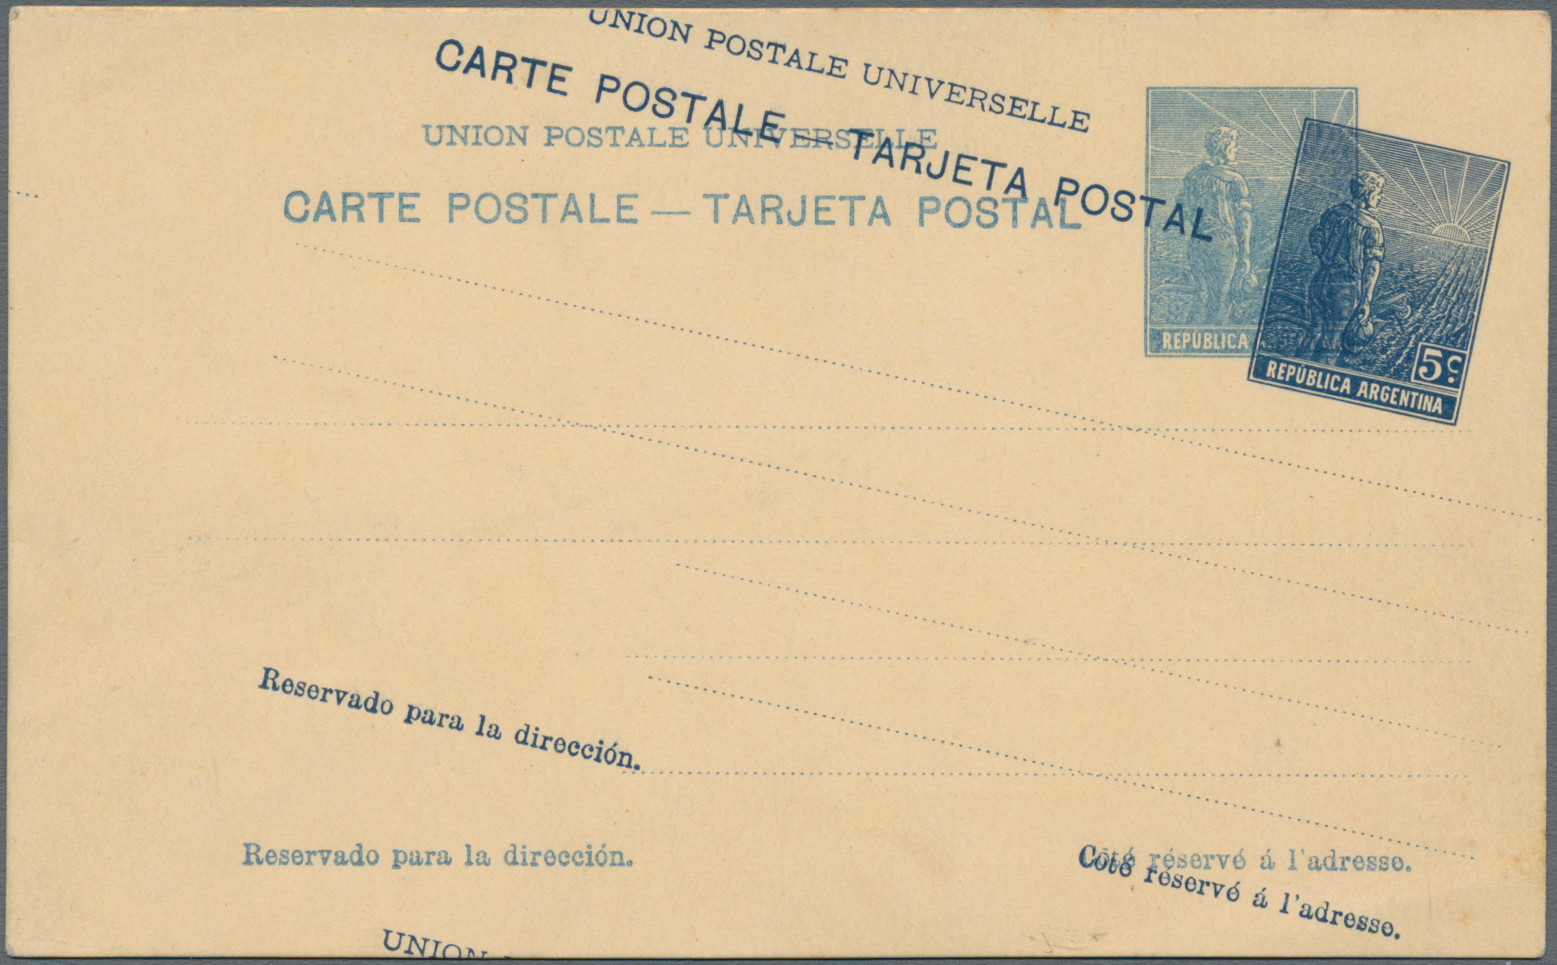 UNION POSTALE UNIVERSELLE
CARTE POSTALE — TARJETA POSTAL
UNION POSTALE UNIVERSELLE
CARTE POSTALE — TARJETA POSTAL
REPÚBLICA
5c.
REPÚBLICA ARGENTINA
Reservado para la dirección.
Reservado para la dirección.
Côté réservé á l'adresse.
Côté réservé á l'adresse.
UNION